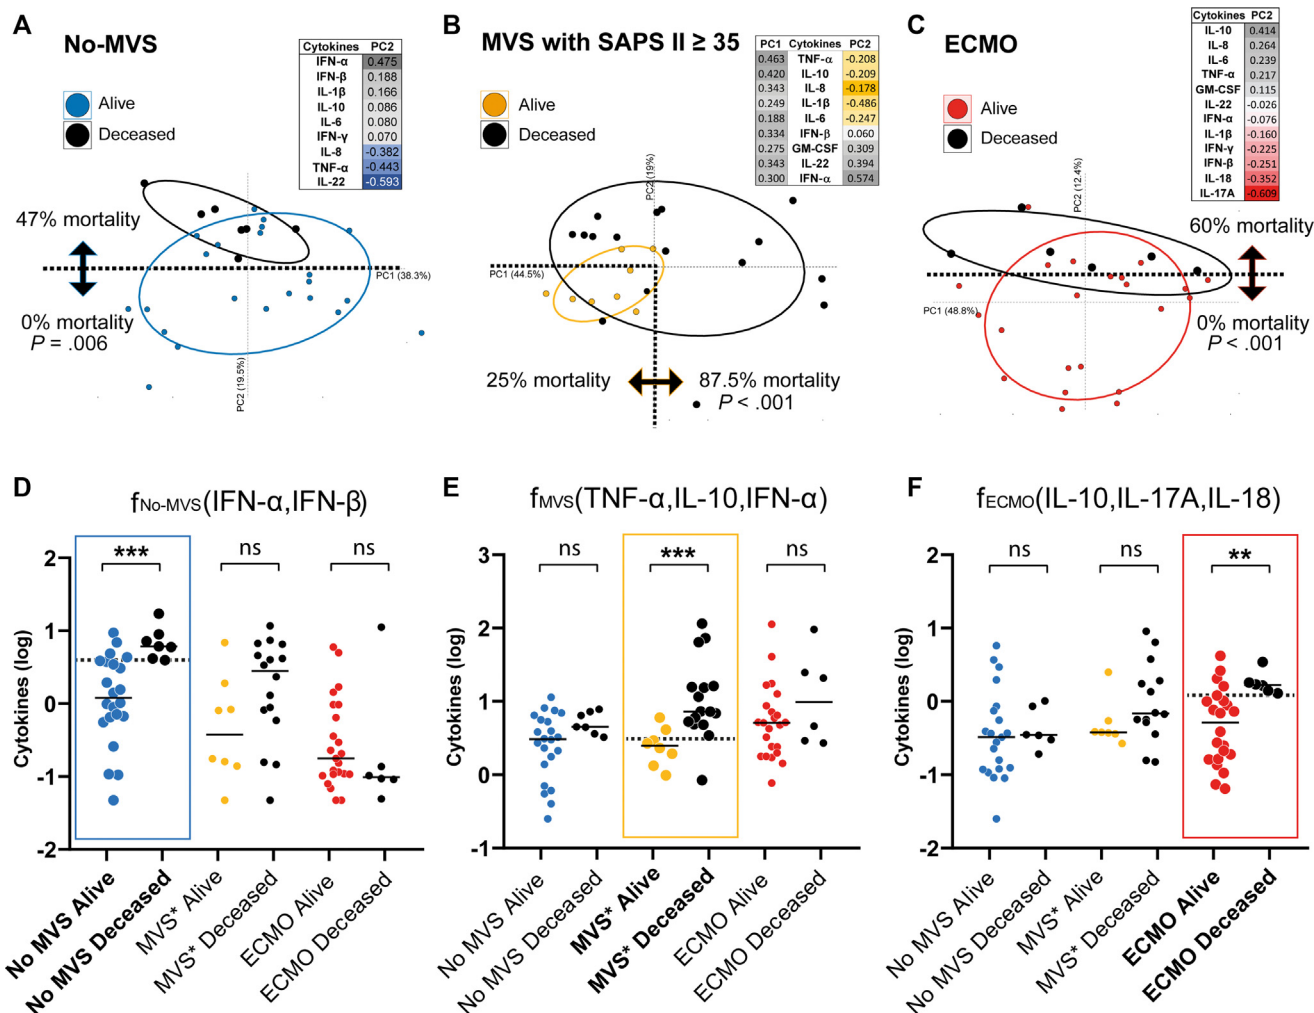 A
No-MVS
Cytokines PC2
IFN-α 0.475
IFN-β 0.188
IL-1β 0.166
IL-10 0.086
IL-6 0.080
IFN-γ 0.070
IL-8 -0.382
TNF-α -0.443
IL-22 -0.593
Alive
Deceased
47% mortality
0% mortality
P = .006
PC1 (38.3%)
PC2 (19.5%)
B
MVS with SAPS II ≥ 35
PC1 Cytokines PC2
0.463 TNF-α -0.208
0.420 IL-10 -0.209
0.343 IL-8 -0.178
0.249 IL-1β -0.486
0.188 IL-6 -0.247
0.334 IFN-β 0.060
0.275 GM-CSF 0.309
0.343 IL-22 0.394
0.300 IFN-α 0.574
Alive
Deceased
PC2 (19%)
PC1 (44.5%)
25% mortality
87.5% mortality
P < .001
C
ECMO
Cytokines PC2
IL-10 0.414
IL-8 0.264
IL-6 0.239
TNF-α 0.217
GM-CSF 0.115
IL-22 -0.026
IFN-α -0.076
IL-1β -0.160
IFN-γ -0.225
IFN-β -0.251
IL-18 -0.352
IL-17A -0.609
Alive
Deceased
PC2 (12.4%)
PC1 (48.8%)
60% mortality
0% mortality
P < .001
D
fNo-MVS(IFN-α,IFN-β)
*** ns ns
Cytokines (log)
2
1
0
-1
-2
No MVS Alive
No MVS Deceased
MVS* Alive
MVS* Deceased
ECMO Alive
ECMO Deceased
E
fMVS(TNF-α,IL-10,IFN-α)
ns *** ns
Cytokines (log)
3
2
1
0
-1
No MVS Alive
No MVS Deceased
MVS* Alive
MVS* Deceased
ECMO Alive
ECMO Deceased
F
fECMO(IL-10,IL-17A,IL-18)
ns ns **
Cytokines (log)
2
1
0
-1
-2
No MVS Alive
No MVS Deceased
MVS* Alive
MVS* Deceased
ECMO Alive
ECMO Deceased